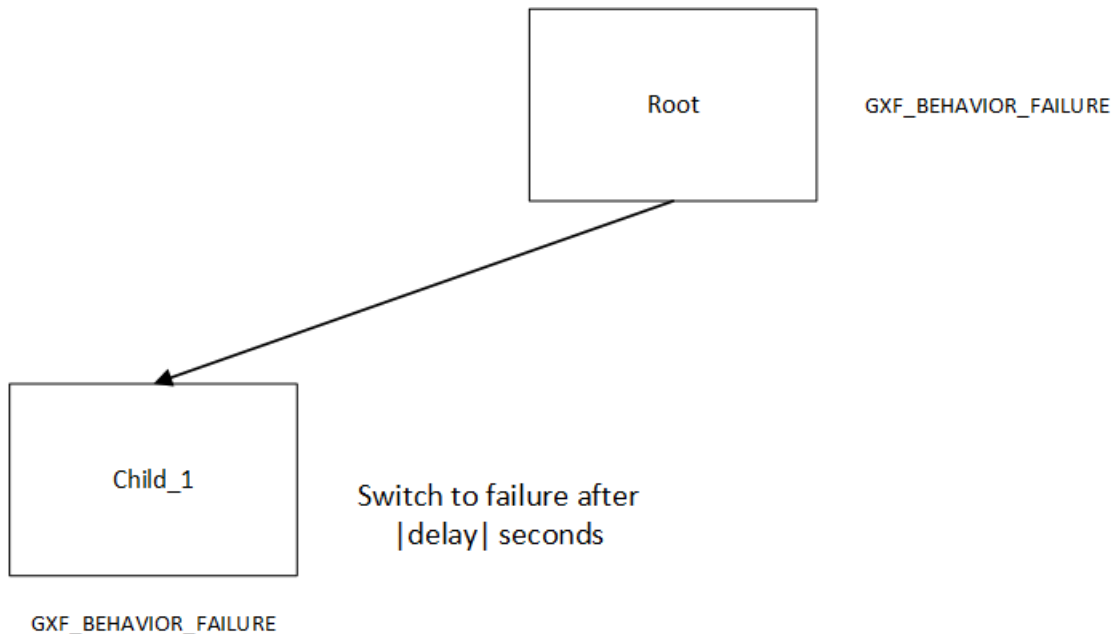 Root
GXF_BEHAVIOR_FAILURE
Child_1
Switch to failure after
|delay| seconds
GXF_BEHAVIOR_FAILURE